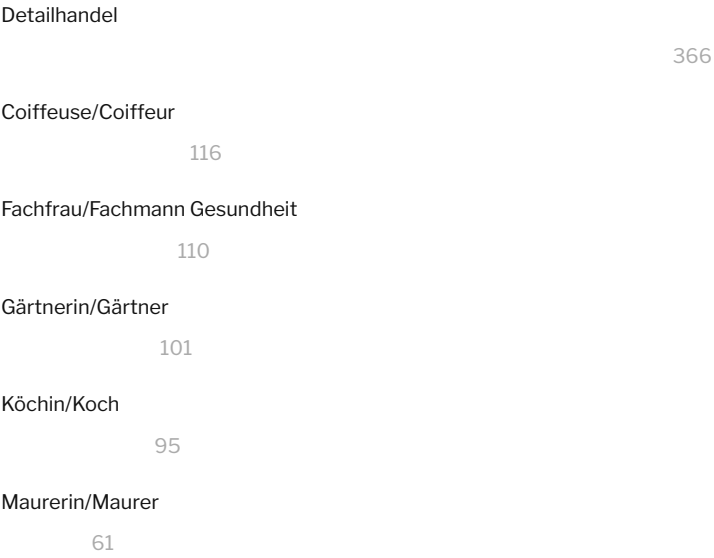 Detailhandel
366
Coiffeuse/Coiffeur
116
Fachfrau/Fachmann Gesundheit
110
Gärtnerin/Gärtner
101
Köchin/Koch
95
Maurerin/Maurer
61